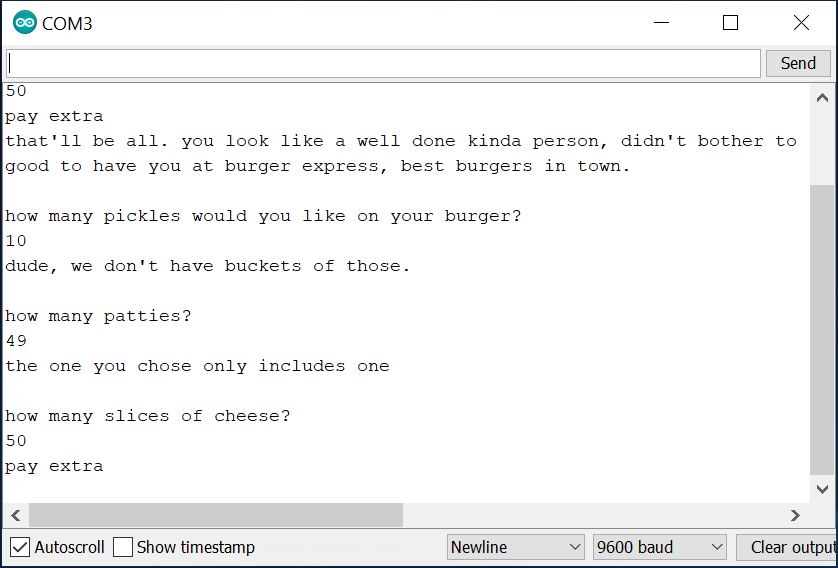 COM3
Send
50
pay extra
that'll be all. you look like a well done kinda person, didn't bother to
good to have you at burger express, best burgers in town.
how many pickles would you like on your burger?
10
dude, we don't have buckets of those.
how many patties?
49
the one you chose only includes one
how many slices of cheese?
50
pay extra
Autoscroll Show timestamp Newline 9600 baud Clear output